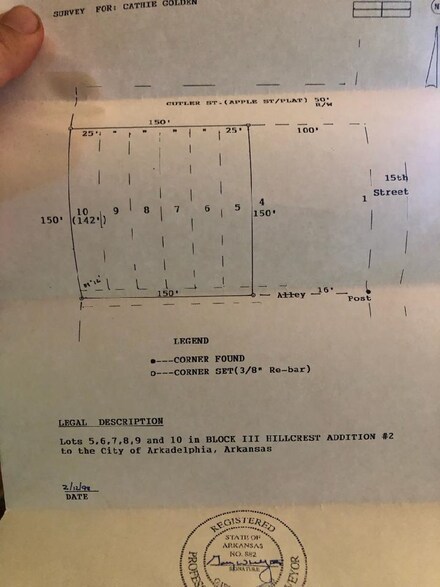 SURVEY FOR: CATHIE GOLDEN
N
CUTLER ST.(APPLE ST/PLAT) 50'
R/W
150'
25' " " " " 25' 100'
15th
Street
10 9 8 7 6 5 4 1
150' (142') 150'
150' Alley 16' Post
LEGEND
●---CORNER FOUND
○---CORNER SET(3/8" Re-bar)
LEGAL DESCRIPTION
Lots 5,6,7,8,9 and 10 in BLOCK III HILLCREST ADDITION #2
to the City of Arkadelphia, Arkansas
DATE
REGISTERED
STATE OF
ARKANSAS
NO. 882
SIGNATURE